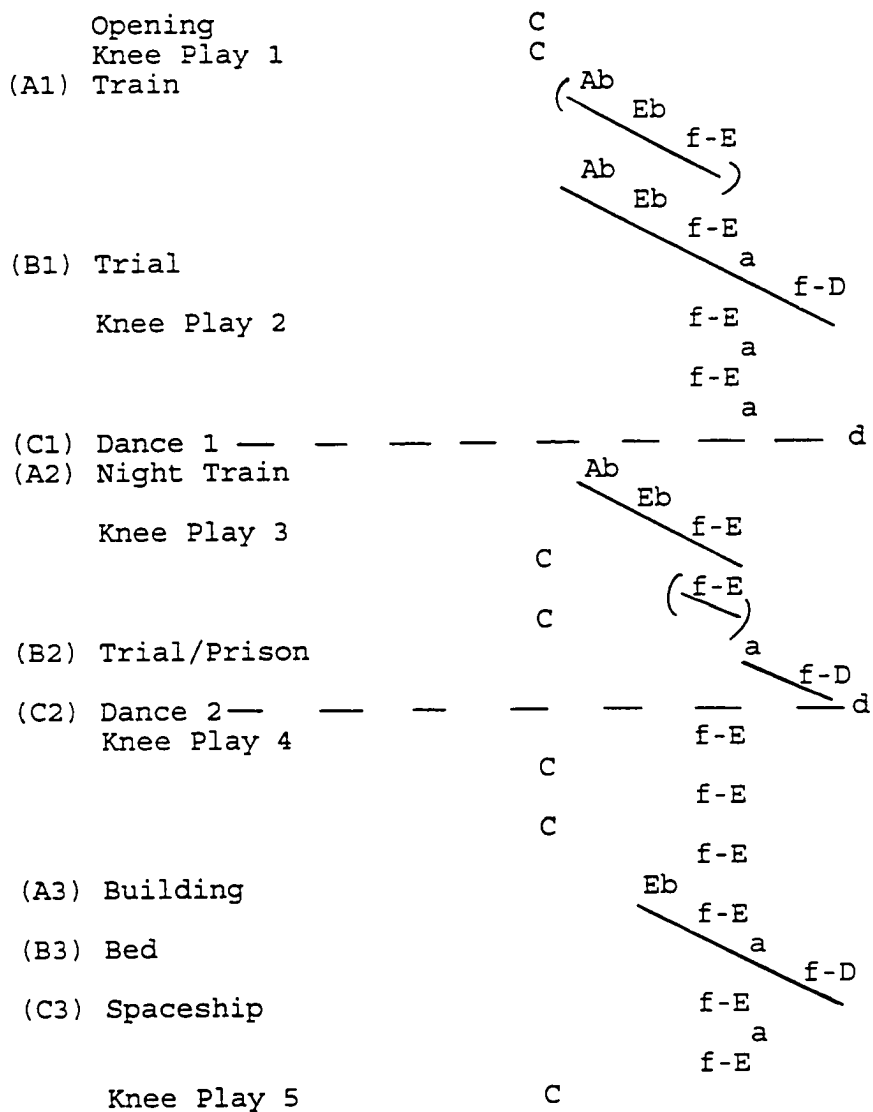 Opening C
Knee Play 1 C
(A1) Train Ab
Eb
f-E
Ab
Eb
f-E
(B1) Trial a
f-D
Knee Play 2 f-E
a
f-E
a
(C1) Dance 1 — — — — — — — — — d
(A2) Night Train Ab
Eb
Knee Play 3 f-E
C
(f-E)
C
(B2) Trial/Prison a
f-D
(C2) Dance 2 — — — — — — — — d
Knee Play 4 f-E
C
f-E
C
f-E
(A3) Building Eb
f-E
(B3) Bed a
f-D
(C3) Spaceship f-E
a
f-E
Knee Play 5 C